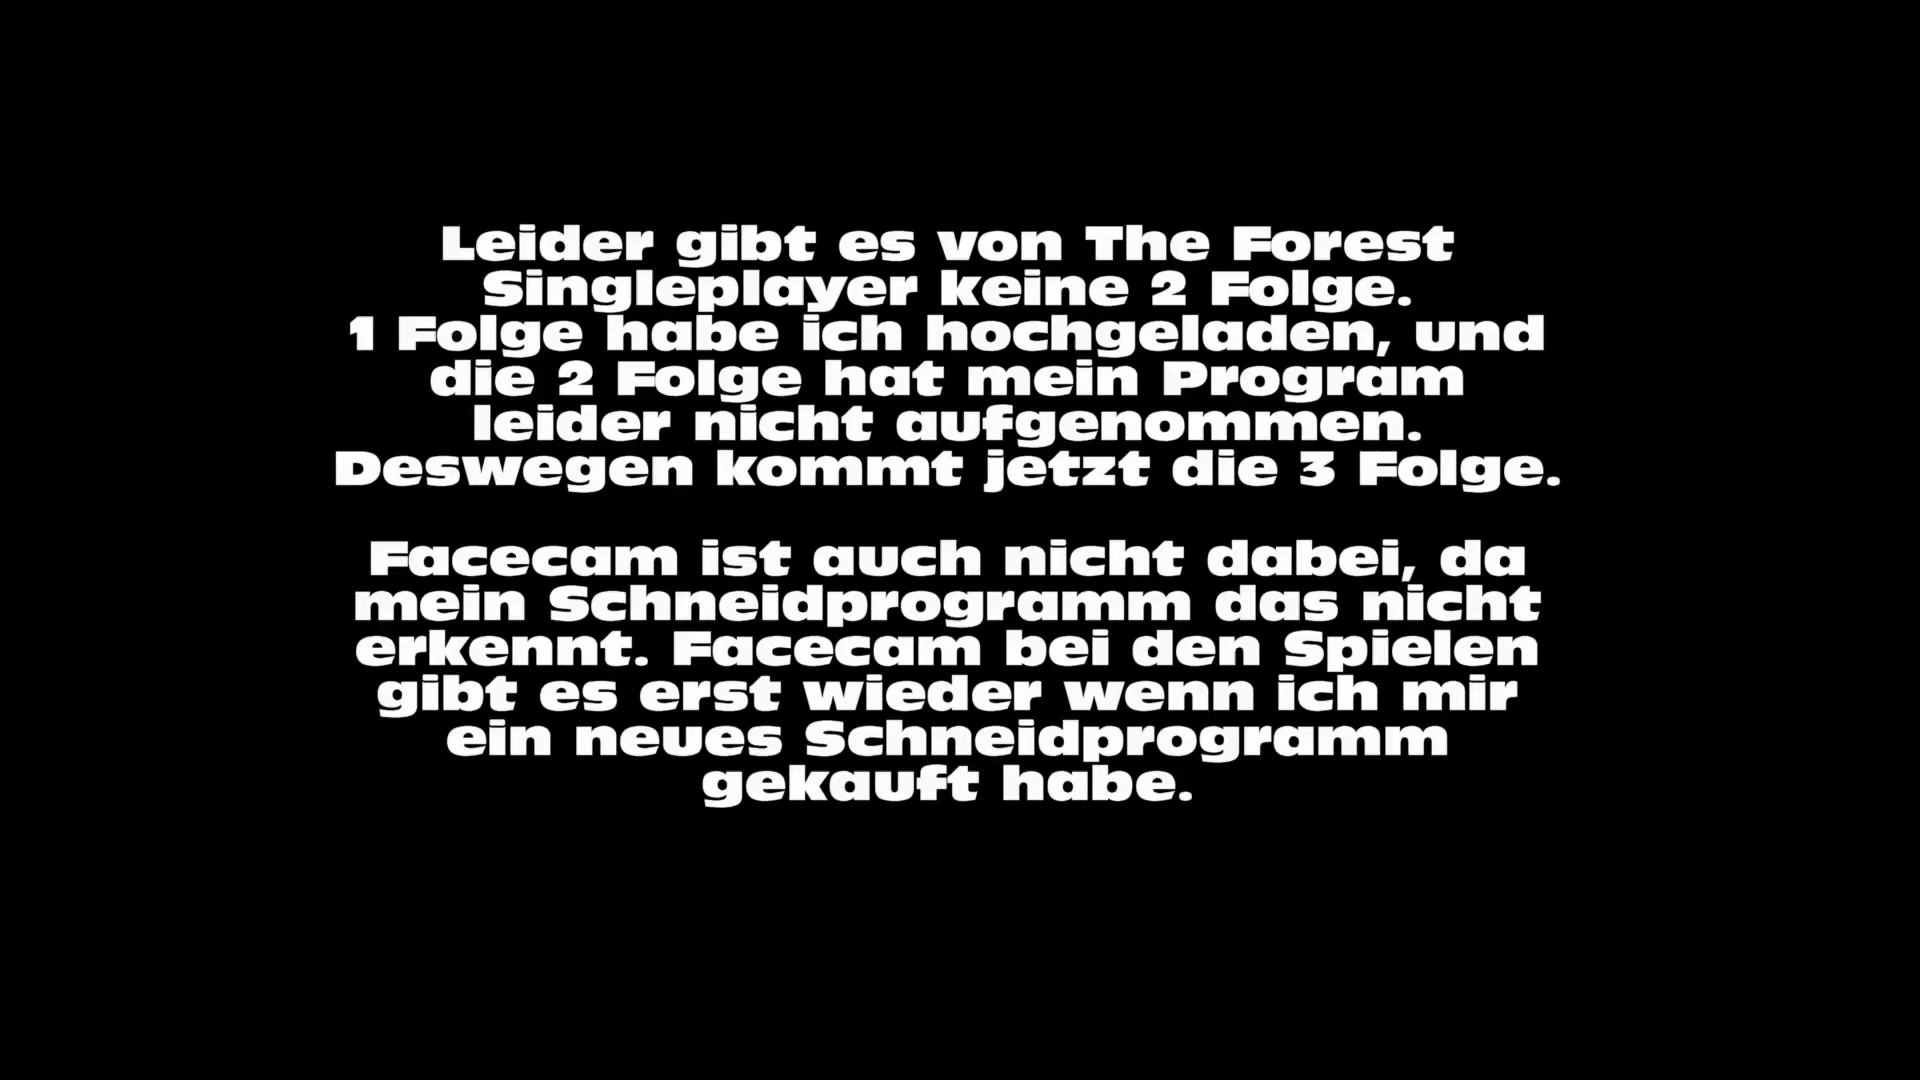 Leider gibt es von The Forest
Singleplayer keine 2 Folge.
1 Folge habe ich hochgeladen, und
die 2 Folge hat mein Program
leider nicht aufgenommen.
Deswegen kommt jetzt die 3 Folge.

Facecam ist auch nicht dabei, da
mein Schneidprogramm das nicht
erkennt. Facecam bei den Spielen
gibt es erst wieder wenn ich mir
ein neues Schneidprogramm
gekauft habe.